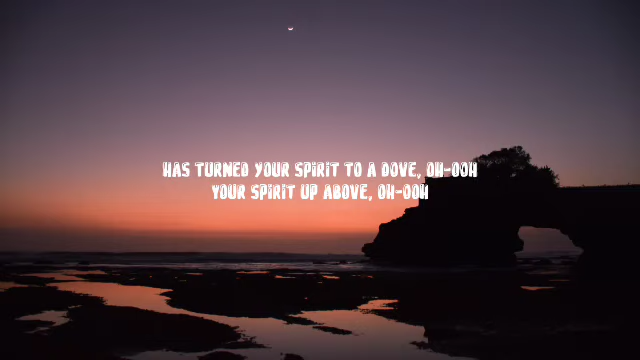 HAS TURNED YOUR SPIRIT TO A DOVE, OH-OOH
YOUR SPIRIT UP ABOVE, OH-OOH